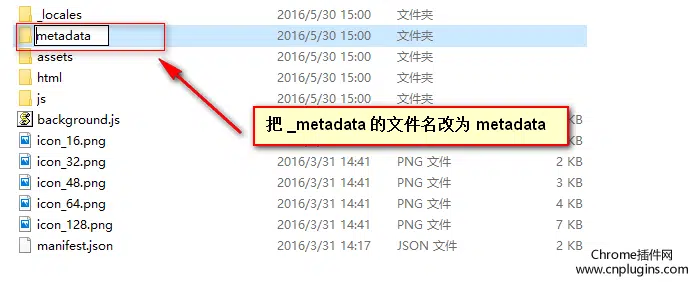 _locales 2016/5/30 15:00 文件夹
metadata 2016/5/30 15:00 文件夹
assets 2016/5/30 15:00 文件夹
html 2016/5/30 15:00 文件夹
js 2016/5/30 15:00 文件夹
background.js KB
把 _metadata 的文件名改为 metadata
icon_16.png KB
icon_32.png 2016/3/31 14:41 PNG 文件 2 KB
icon_48.png 2016/3/31 14:41 PNG 文件 3 KB
icon_64.png 2016/3/31 14:41 PNG 文件 4 KB
icon_128.png 2016/3/31 14:41 PNG 文件 7 KB
manifest.json 2016/3/31 14:17 JSON 文件 2 KB
Chrome插件网
www.cnplugins.com